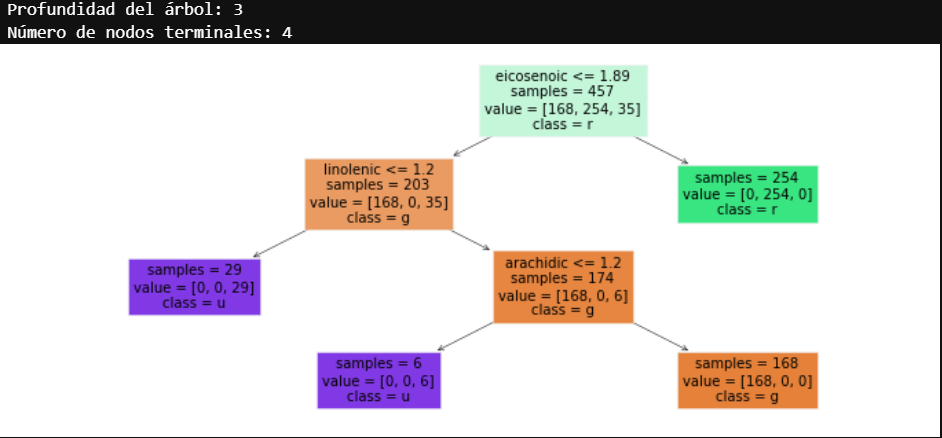 Profundidad del árbol: 3
Número de nodos terminales: 4
eicosenoic <= 1.89
samples = 457
value = [168, 254, 35]
class = r
linolenic <= 1.2
samples = 203
value = [168, 0, 35]
class = g
samples = 254
value = [0, 254, 0]
class = r
samples = 29
value = [0, 0, 29]
class = u
arachidic <= 1.2
samples = 174
value = [168, 0, 6]
class = g
samples = 6
value = [0, 0, 6]
class = u
samples = 168
value = [168, 0, 0]
class = g